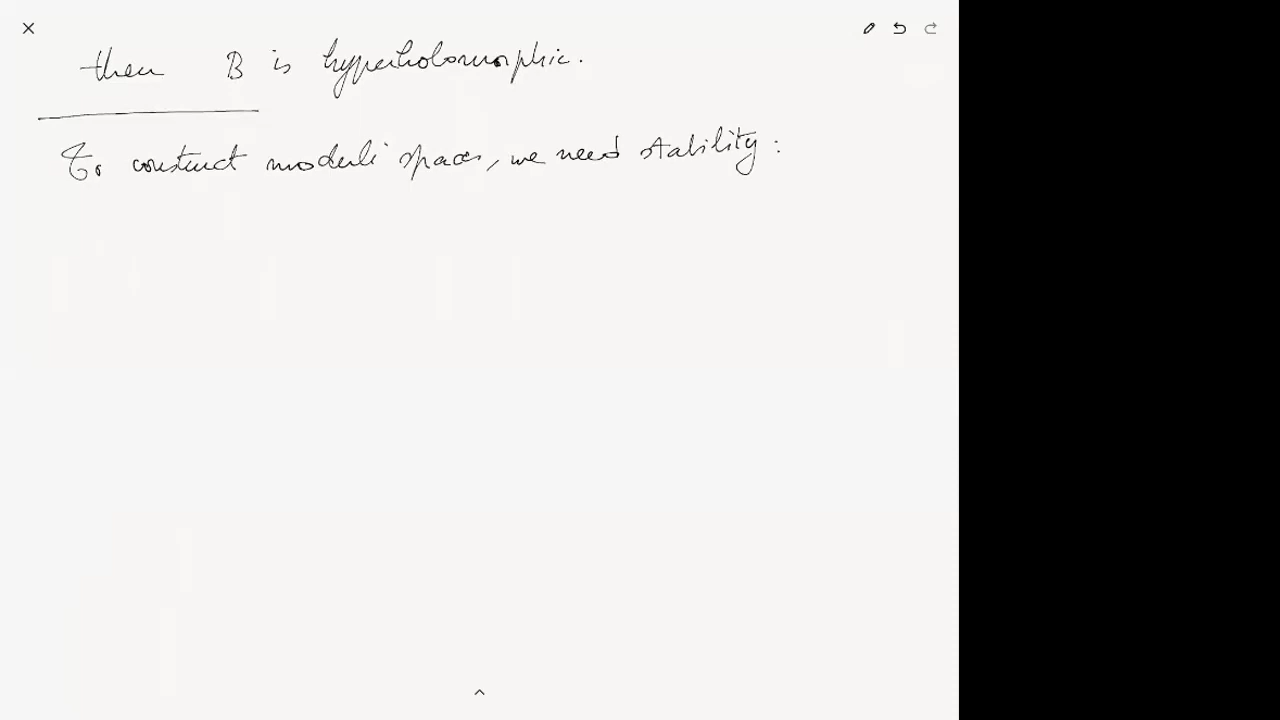 then B is hyperholomorphic.
To construct moduli spaces, we need stability: